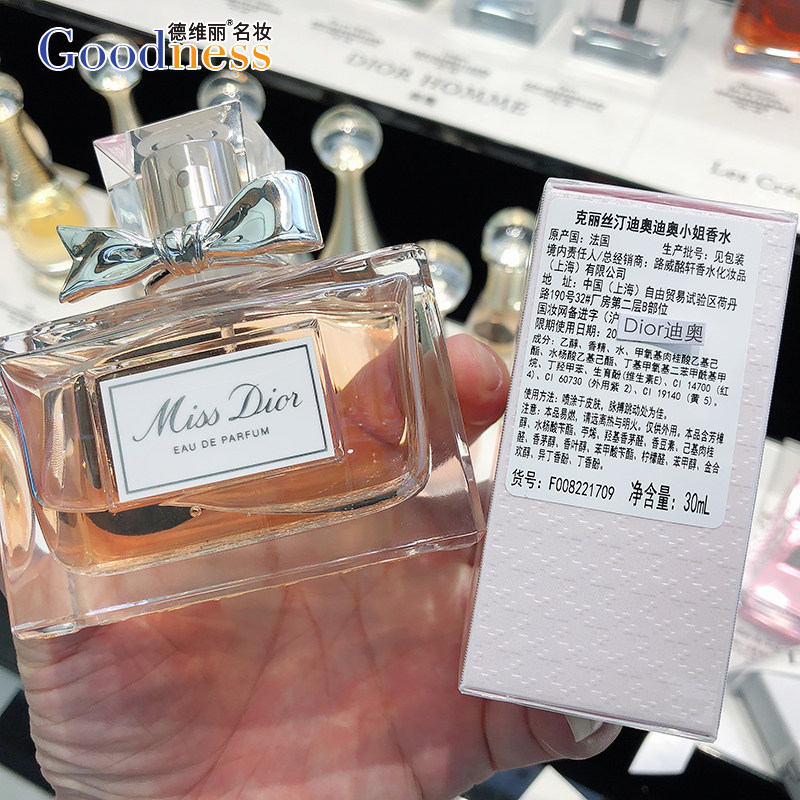 德维丽®名妆
Goodness
DIOR HOMME
Les Cré
Miss Dior
EAU DE PARFUM
克丽丝汀迪奥迪奥小姐香水
原产国：法国 生产批号：见包装
境内责任人/总经销商：路威酩轩香水化妆品
（上海）有限公司
地 址：中国（上海）自由贸易试验区荷丹
路190号32#厂房第二层B部位
国妆网备进字（沪
Dior迪奥
限期使用日期：20
成分：乙醇、香精、水、甲氧基肉桂酸乙基己
酯、水杨酸乙基己酯、丁基甲氧基二苯甲酰基甲
烷、丁羟甲苯、生育酚(维生素E)、CI 14700（红
4）、CI 60730（外用紫 2）、CI 19140（黄 5）。
使用方法：喷涂于皮肤，脉搏跳动处为佳。
注意：本品易燃，请远离热与明火。仅供外用。本品含芳樟
醇、水杨酸苄酯、苧烯、羟基香茅醛、香豆素、己基肉桂
醛、香茅醇、香叶醇、苯甲酸苄酯、柠檬醛、苯甲醇、金合
欢醇、异丁香酚、丁香酚。
货号：F008221709 净含量：30mL